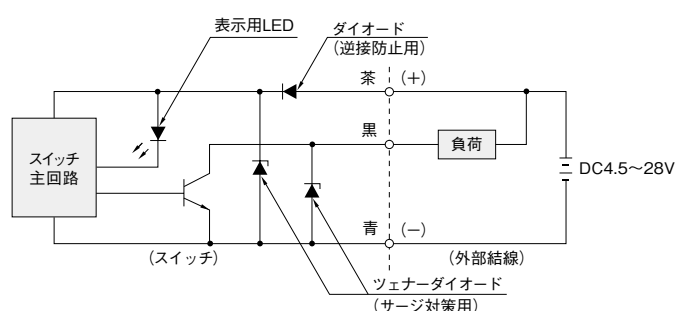 表示用LED
ダイオード
(逆接防止用)
茶 (+)
黒
負荷
スイッチ
主回路
DC4.5〜28V
青 (−)
(スイッチ)
(外部結線)
ツェナーダイオード
(サージ対策用)